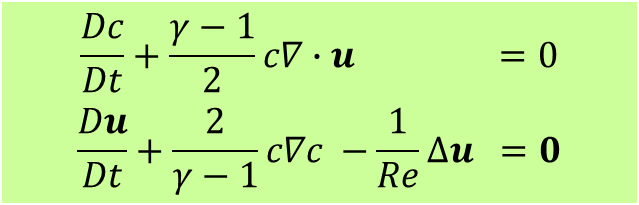 Dc/Dt + (γ − 1)/2 c∇ · u = 0
Du/Dt + 2/(γ − 1) c∇c − 1/Re Δu = 0